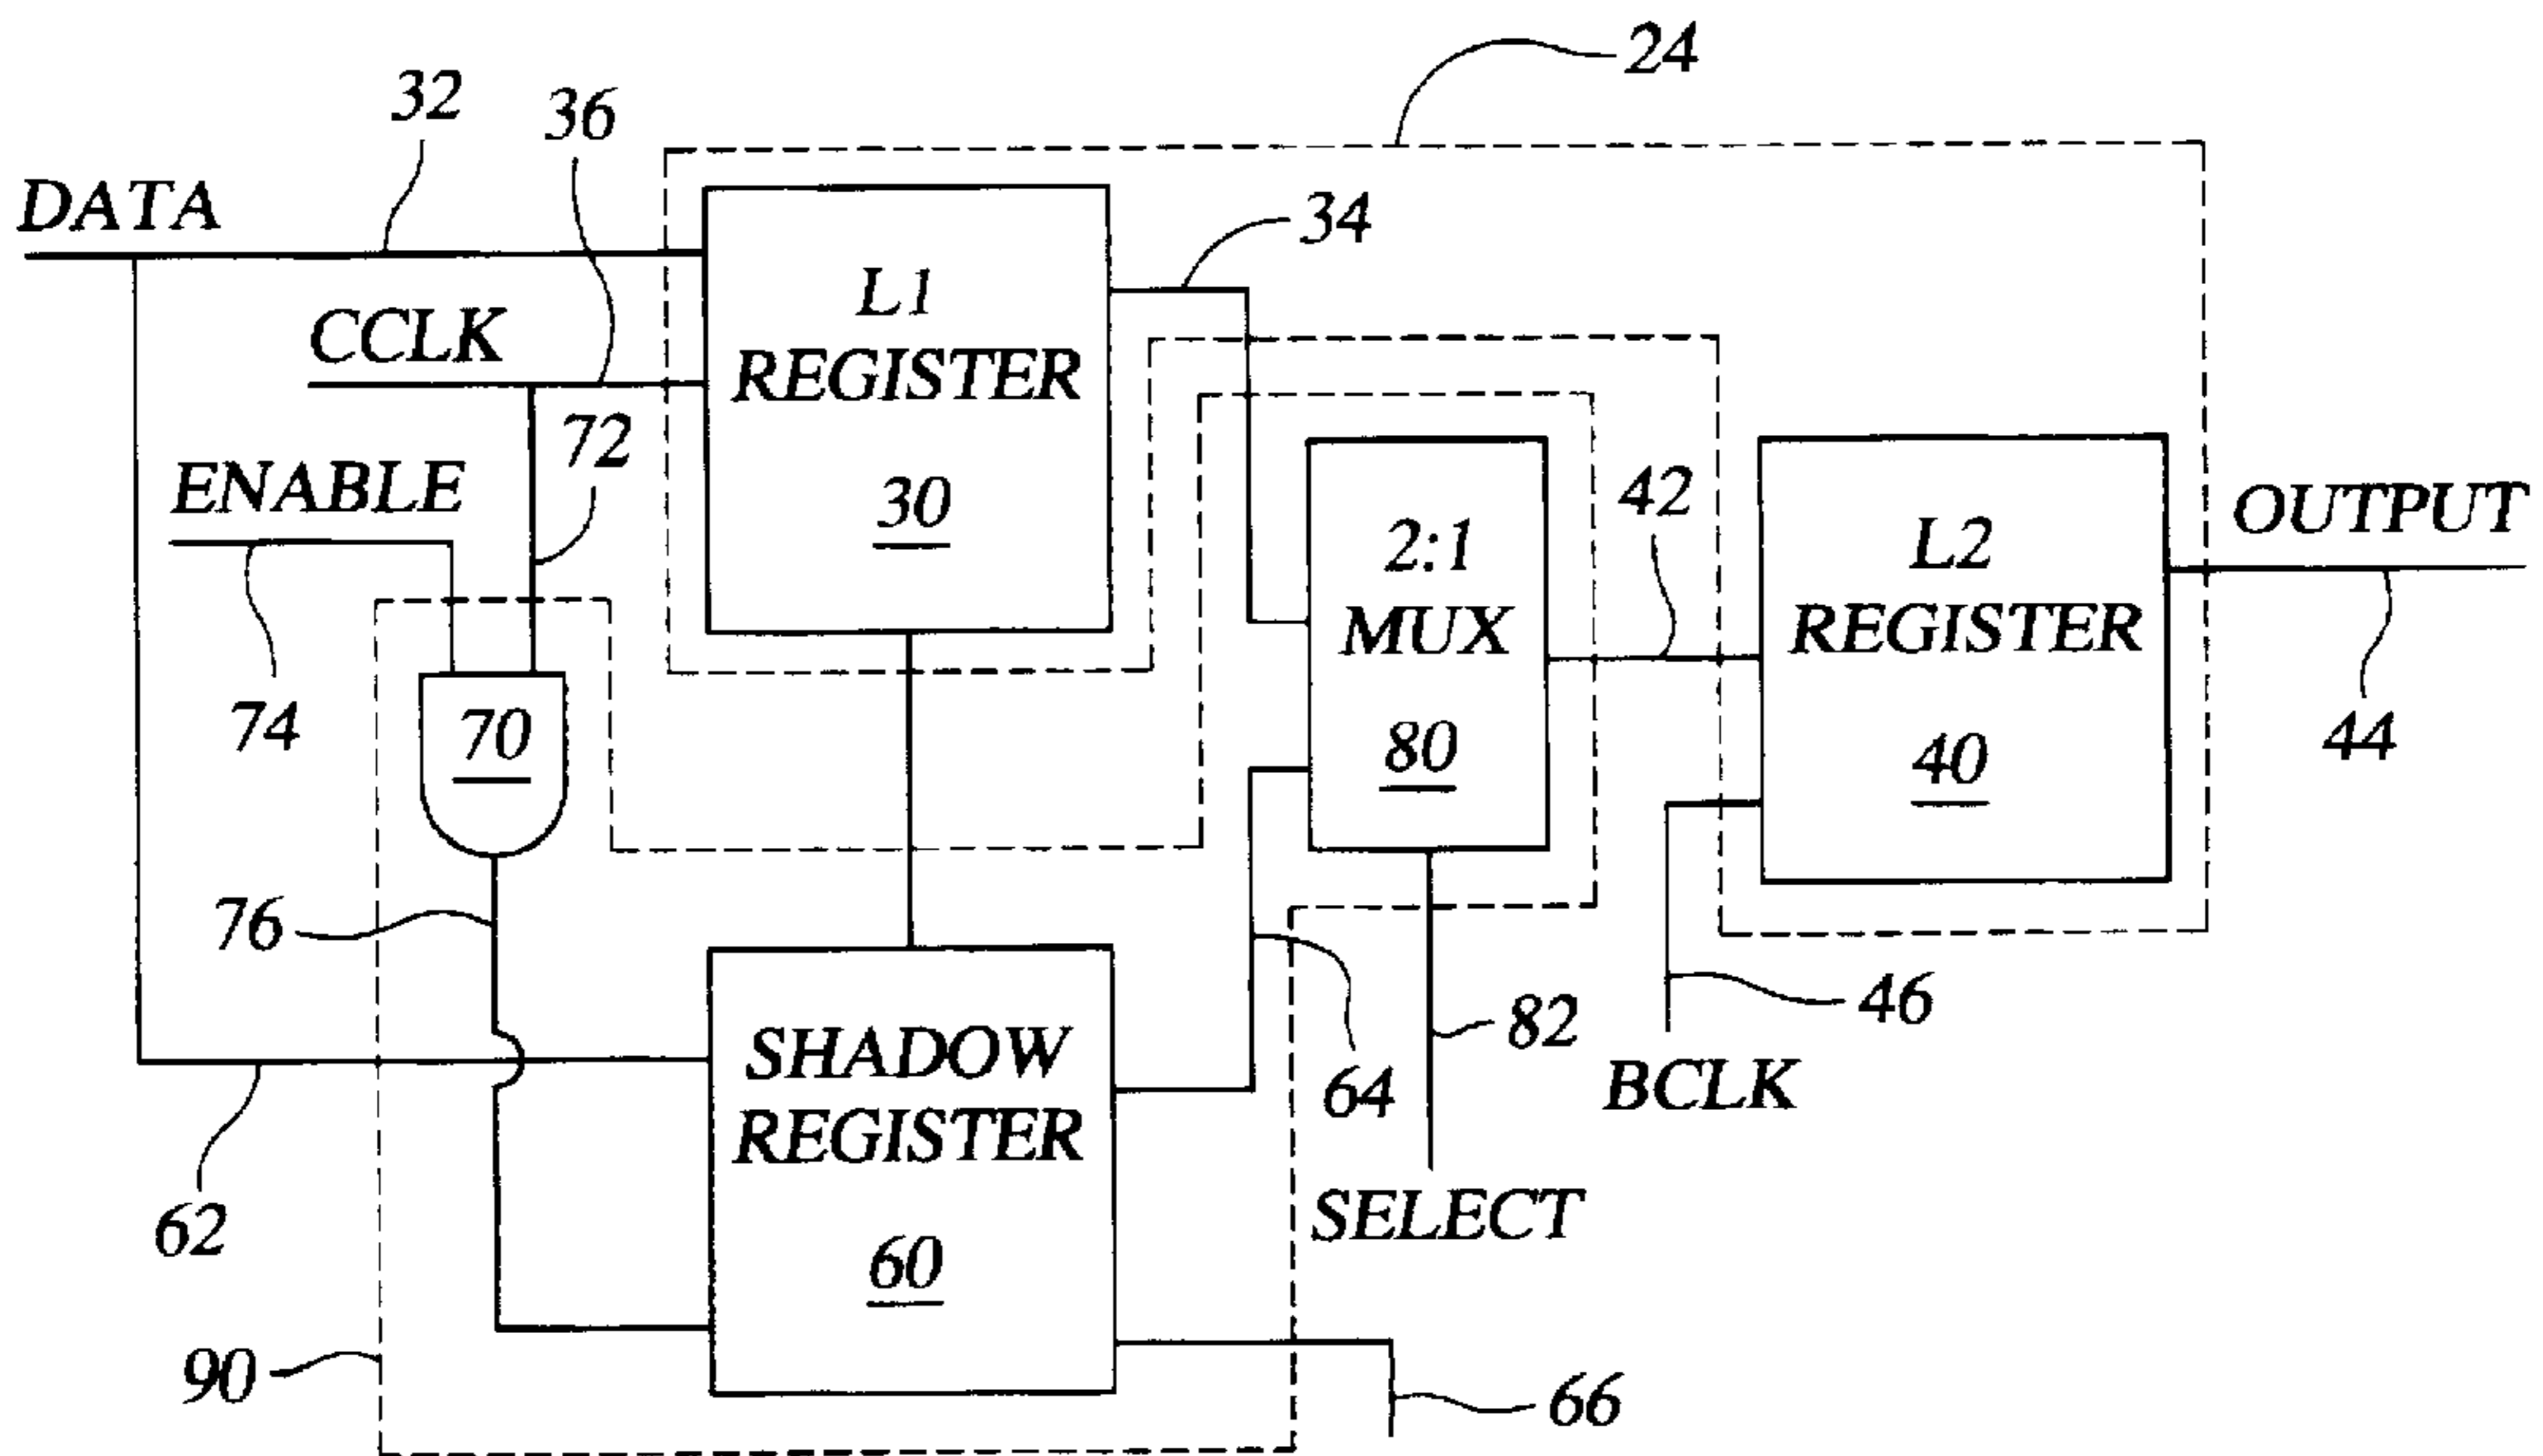 24
32
36
DATA
34
L1
REGISTER
30
CCLK
72
ENABLE
42
2:1
MUX
80
L2
REGISTER
40
OUTPUT
74
70
44
76
46
82
SHADOW
REGISTER
60
64
BCLK
62
SELECT
90
66